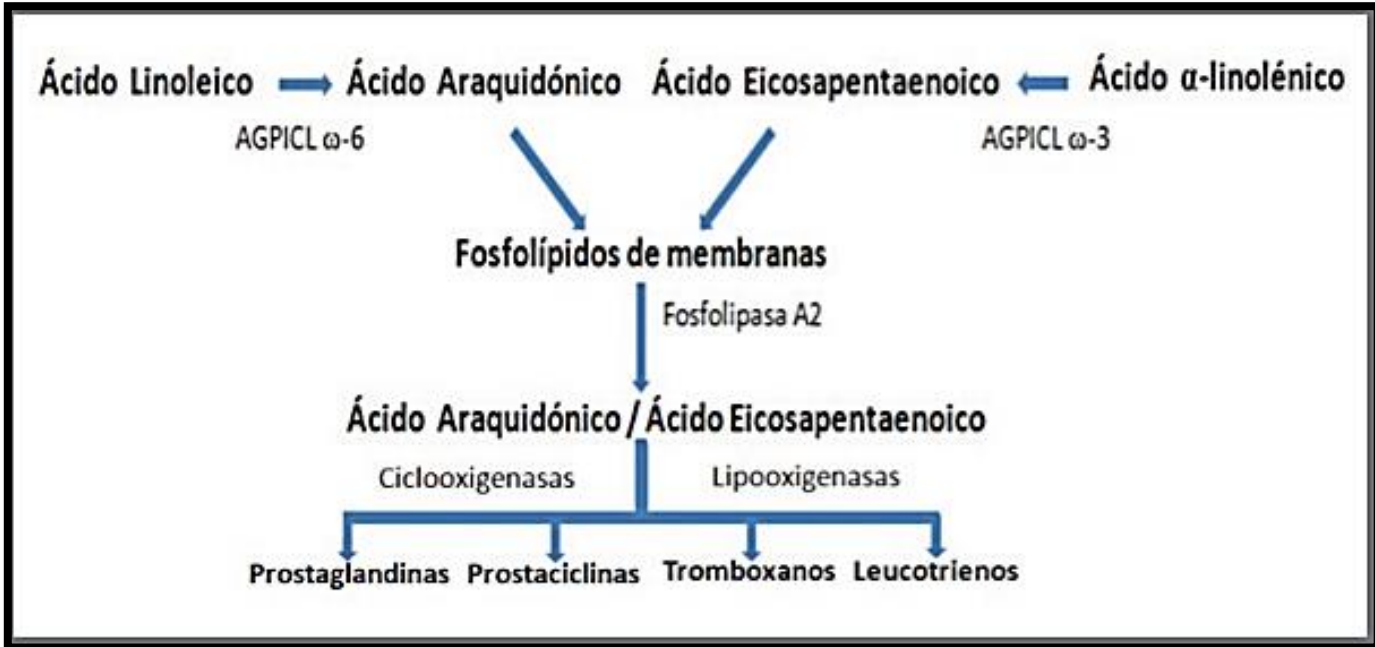 Ácido Linoleico Ácido Araquidónico Ácido Eicosapentaenoico Ácido α-linolénico
AGPICL ω-6 AGPICL ω-3
Fosfolípidos de membranas
Fosfolipasa A2
Ácido Araquidónico / Ácido Eicosapentaenoico
Ciclooxigenasas Lipooxigenasas
Prostaglandinas Prostaciclinas Tromboxanos Leucotrienos